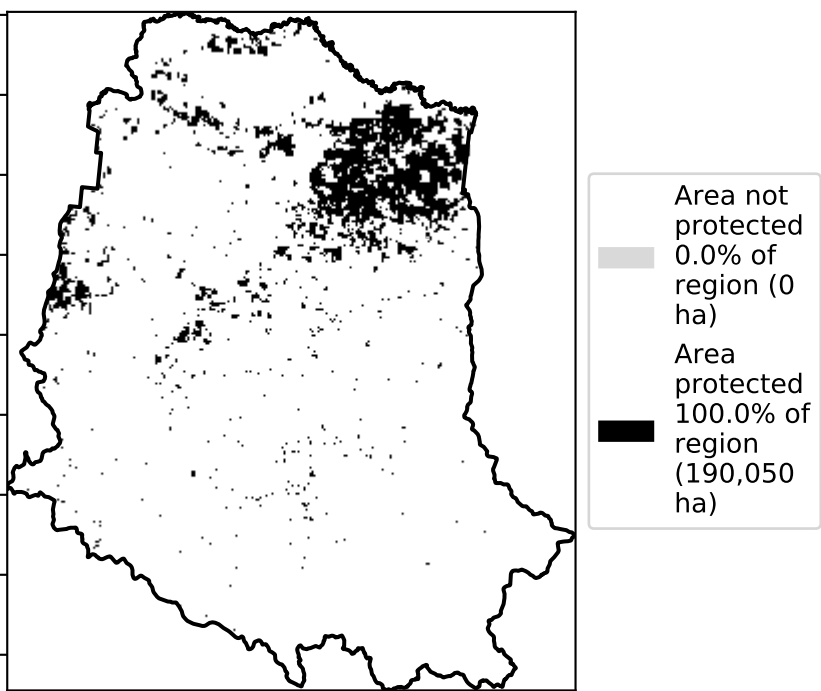 Area not
protected
0.0% of
region (0
ha)
Area
protected
100.0% of
region
(190,050
ha)